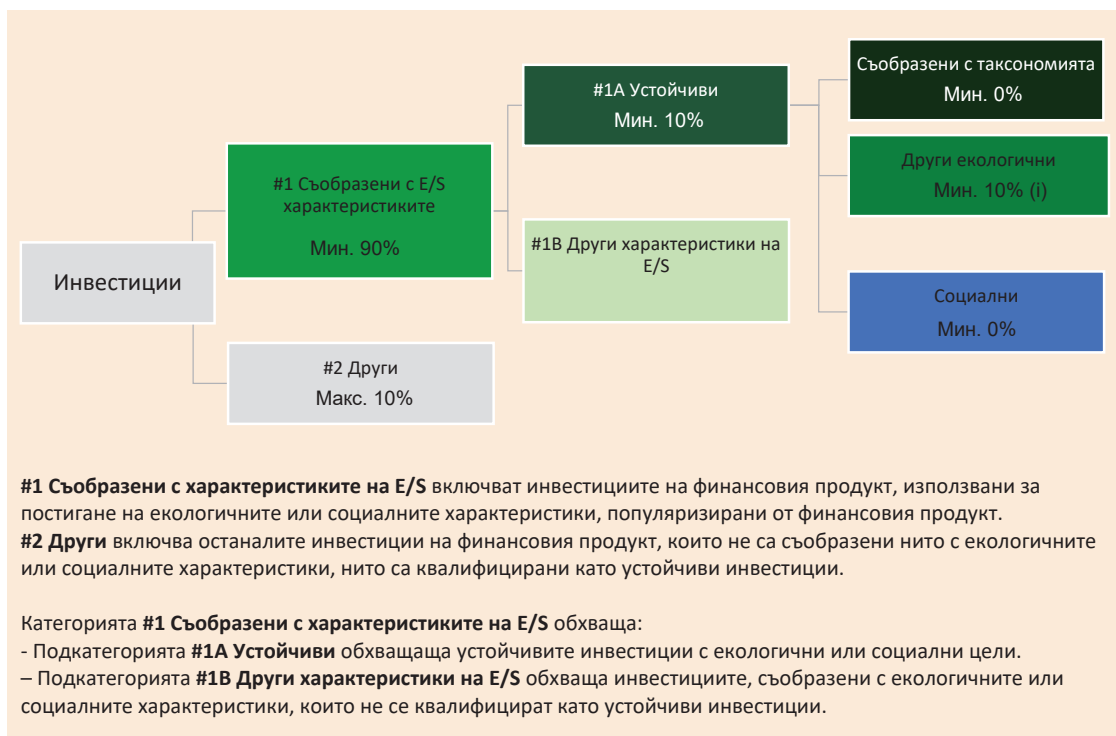 Съобразени с таксономията
Мин. 0%
#1A Устойчиви
Мин. 10%
Други екологични
Мин. 10% (i)
#1 Съобразени с E/S
характеристиките
Мин. 90%
#1B Други характеристики на
E/S
Инвестиции
Социални
Мин. 0%
#2 Други
Макс. 10%
#1 Съобразени с характеристиките на E/S включват инвестициите на финансовия продукт, използвани за
постигане на екологичните или социалните характеристики, популяризирани от финансовия продукт.
#2 Други включва останалите инвестиции на финансовия продукт, които не са съобразени нито с екологичните
или социалните характеристики, нито са квалифицирани като устойчиви инвестиции.
Категорията #1 Съобразени с характеристиките на E/S обхваща:
- Подкатегорията #1A Устойчиви обхващаща устойчивите инвестиции с екологични или социални цели.
– Подкатегорията #1B Други характеристики на E/S обхваща инвестициите, съобразени с екологичните или
социалните характеристики, които не се квалифицират като устойчиви инвестиции.